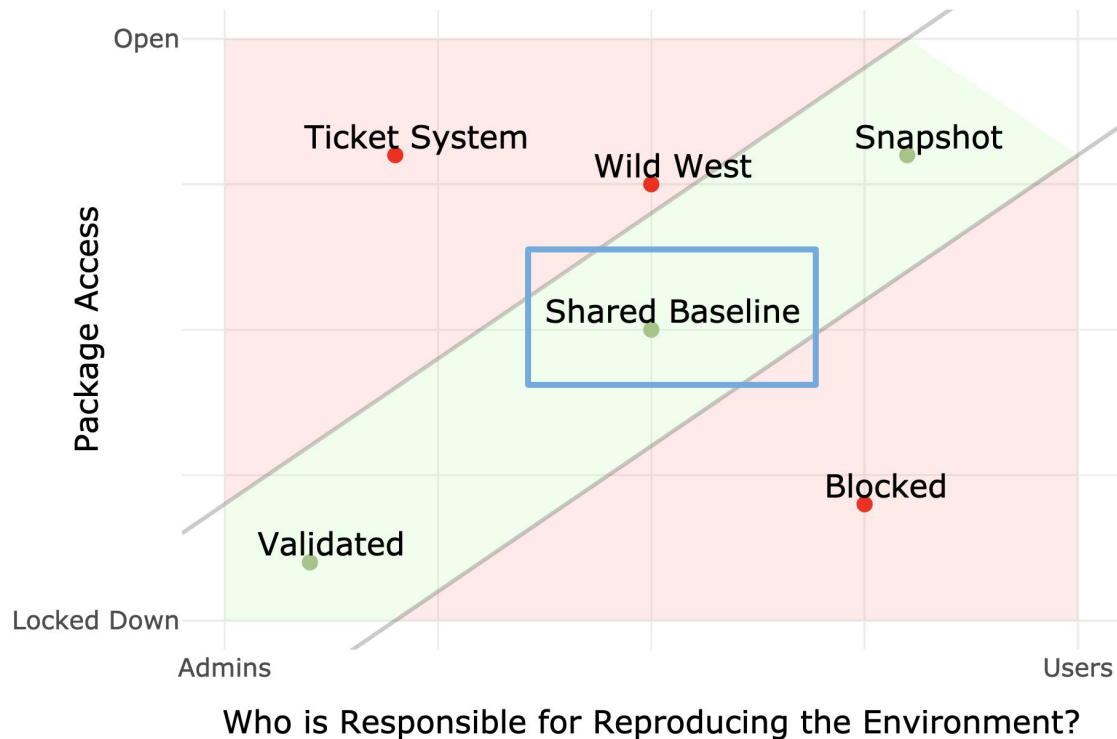 Open
Ticket System
Wild West
Snapshot
Package Access
Shared Baseline
Blocked
Validated
Locked Down
Admins
Users
Who is Responsible for Reproducing the Environment?